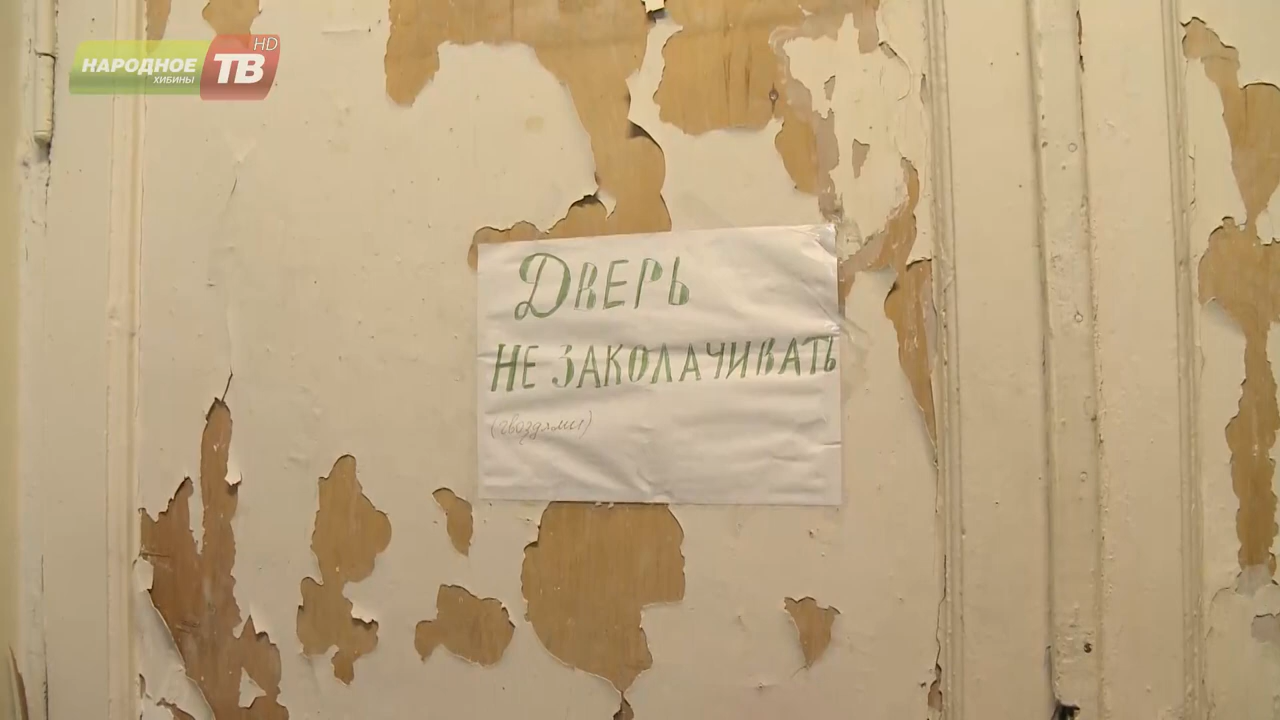 НАРОДНОЕ
ХИБИНЫ
ТВ
HD
ДВЕРЬ
НЕ ЗАКОЛАЧИВАТЬ
(гвоздями)